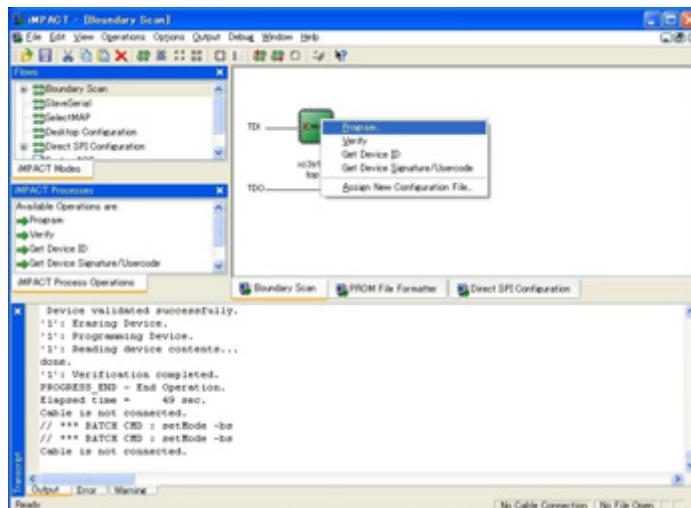 iMPACT - [Boundary Scan]
File Edit View Operations Options Output Debug Window Help
Flows
Boundary Scan
SlaveSerial
SelectMAP
Desktop Configuration
Direct SPI Configuration
iMPACT Modes
iMPACT Processes
Available Operations are:
Program
Verify
Get Device ID
Get Device Signature/Usercode
iMPACT Process Operations
TDI
TDO
Program...
Verify
Get Device ID
Get Device Signature/Usercode
Assign New Configuration File...
Boundary Scan
PROM File Formatter
Direct SPI Configuration
Device validated successfully.
'1': Erasing Device.
'1': Programming Device.
'1': Reading device contents...
done.
'1': Verification completed.
PROGRESS_END - End Operation.
Elapsed time = 49 sec.
Cable is not connected.
// *** BATCH CMD : setMode -bs
// *** BATCH CMD : setMode -bs
Cable is not connected.
Transcript
Output Error Warning
Ready
No Cable Connection No File Open